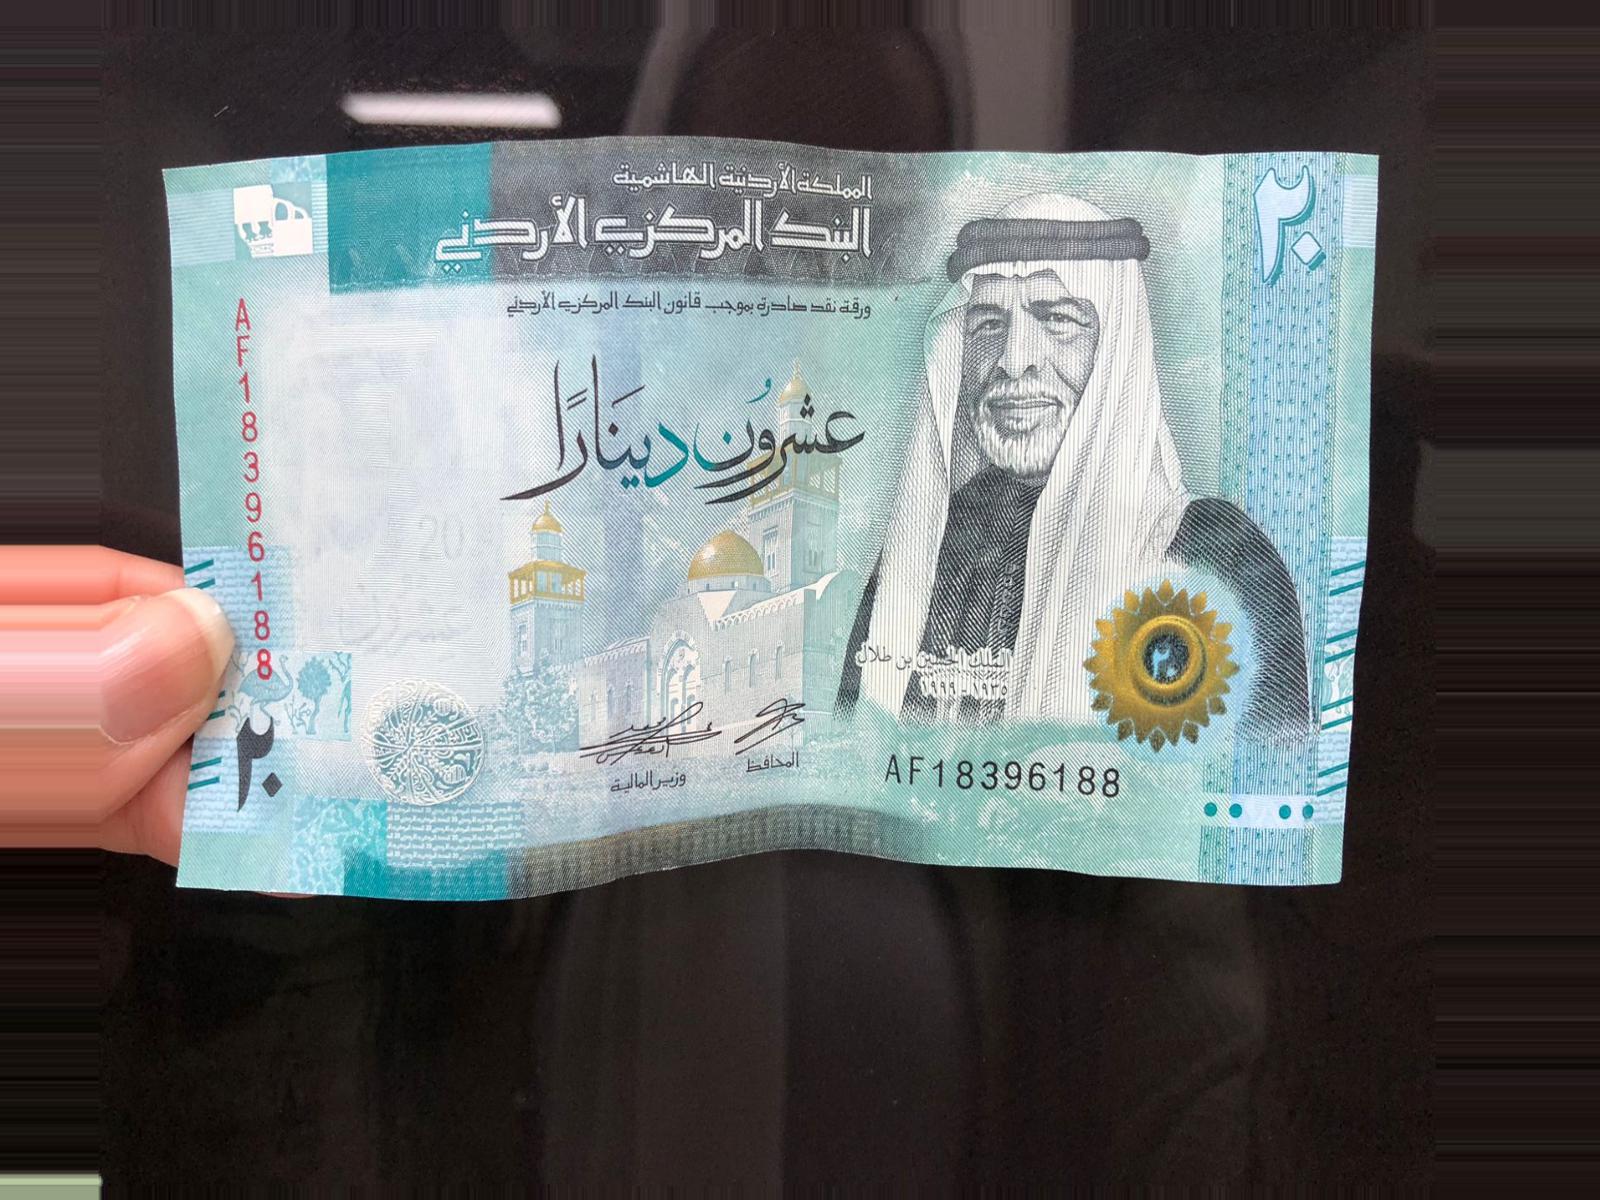 المملكة الأردنية الهاشمية
البنك المركزي الأردني
ورقة نقد صادرة بموجب قانون البنك المركزي الأردني
عشرون دينارًا
٢٠
AF18396188
الملك الحسين بن طلال
١٩٣٥ - ١٩٩٩
٢٠
المحافظ
وزير المالية
AF18396188
٢٠